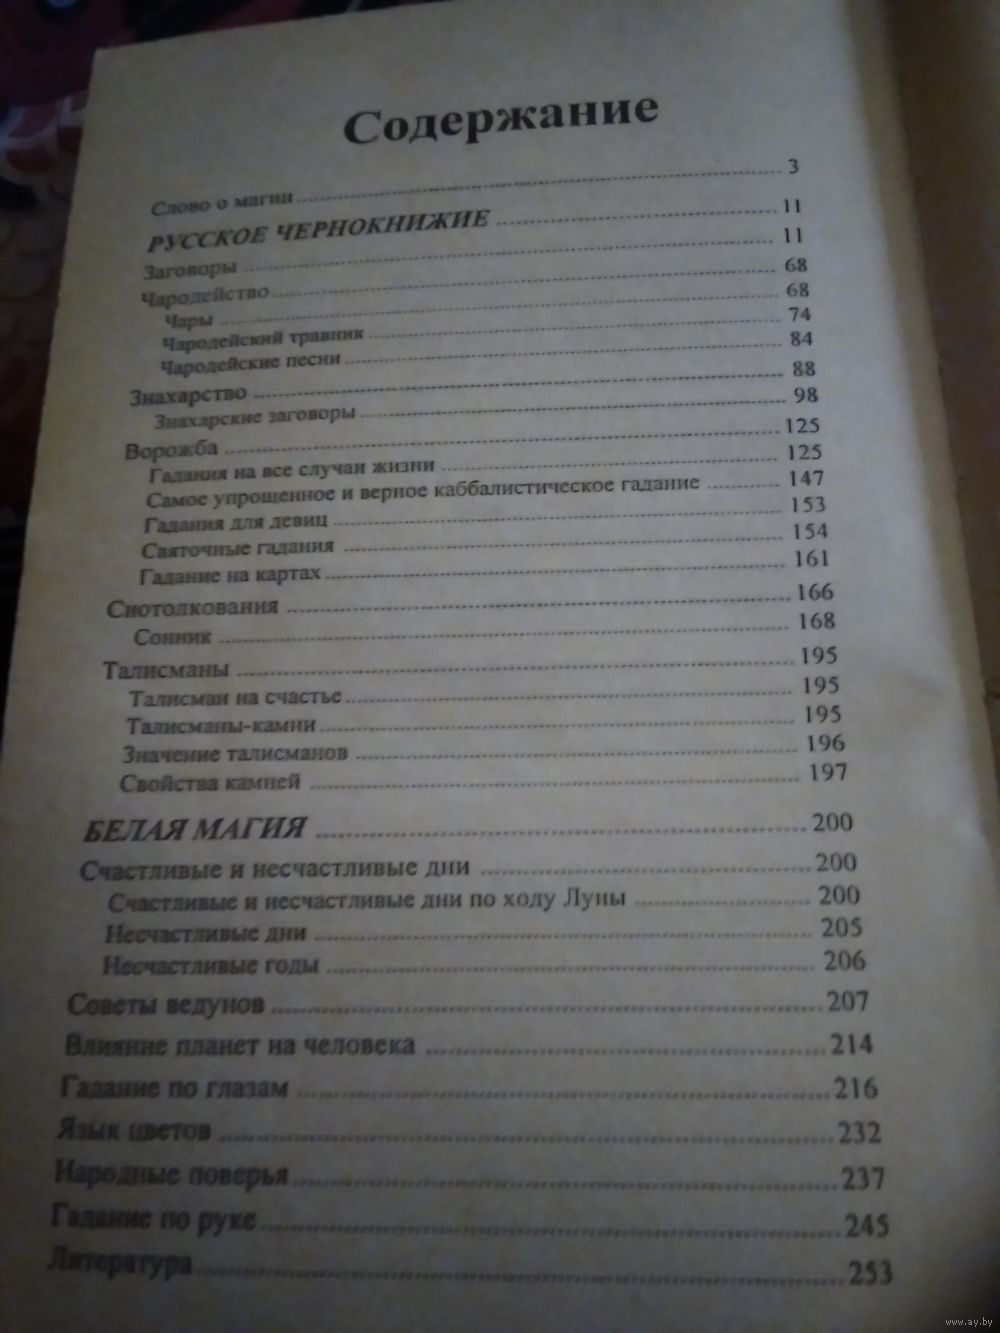 Содержание
Слово о магии 3
РУССКОЕ ЧЕРНОКНИЖИЕ 11
Заговоры 11
Чародейство 68
Чары 68
Чародейский травник 74
Чародейские песни 84
Знахарство 88
Знахарские заговоры 98
Ворожба 125
Гадания на все случаи жизни 125
Самое упрощенное и верное каббалистическое гадание 147
Гадания для девиц 153
Святочные гадания 154
Гадание на картах 161
Снотолкования 166
Сонник 168
Талисманы 195
Талисман на счастье 195
Талисманы-камни 195
Значение талисманов 196
Свойства камней 197
БЕЛАЯ МАГИЯ 200
Счастливые и несчастливые дни 200
Счастливые и несчастливые дни по ходу Луны 200
Несчастливые дни 205
Несчастливые годы 206
Советы ведунов 207
Влияние планет на человека 214
Гадание по глазам 216
Язык цветов 232
Народные поверья 237
Гадание по руке 245
Литература 253
www.ay.by